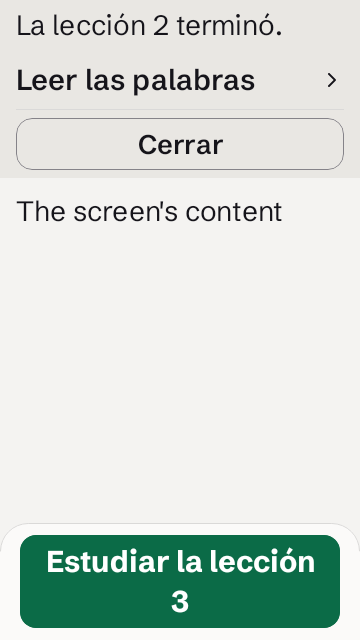 La lección 2 terminó.
Leer las palabras
Cerrar
The screen's content
Estudiar la lección
3